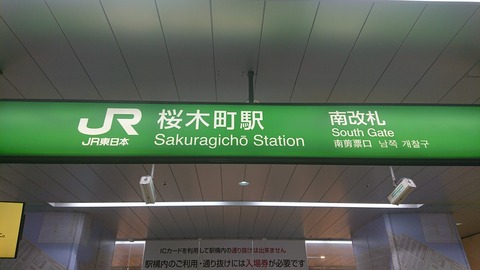 JR
JR東日本
桜木町駅
Sakuragichō Station
南改札
South Gate
南剪票口 남쪽 개찰구
ICカードを利用して駅構内の通り抜けは出来ません
駅構内のご利用・通り抜けには入場券が必要です